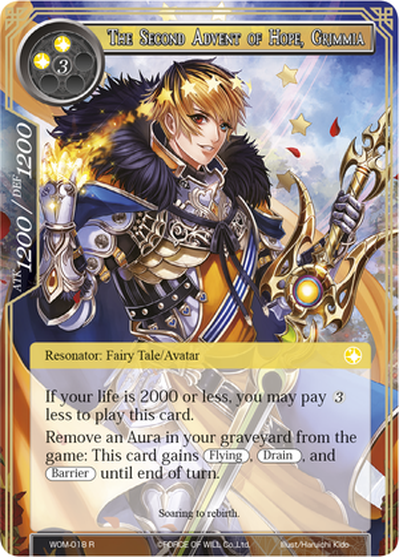 The Second Advent of Hope, Grimmia
3
ATK 1200 / DEF 1200
Resonator: Fairy Tale/Avatar
If your life is 2000 or less, you may pay 3
less to play this card.
Remove an Aura in your graveyard from the
game: This card gains Flying , Drain , and
Barrier until end of turn.
Soaring to rebirth.
WOM-018 R ©FORCE OF WILL Co.,Ltd. Illust/Haruichi Kido